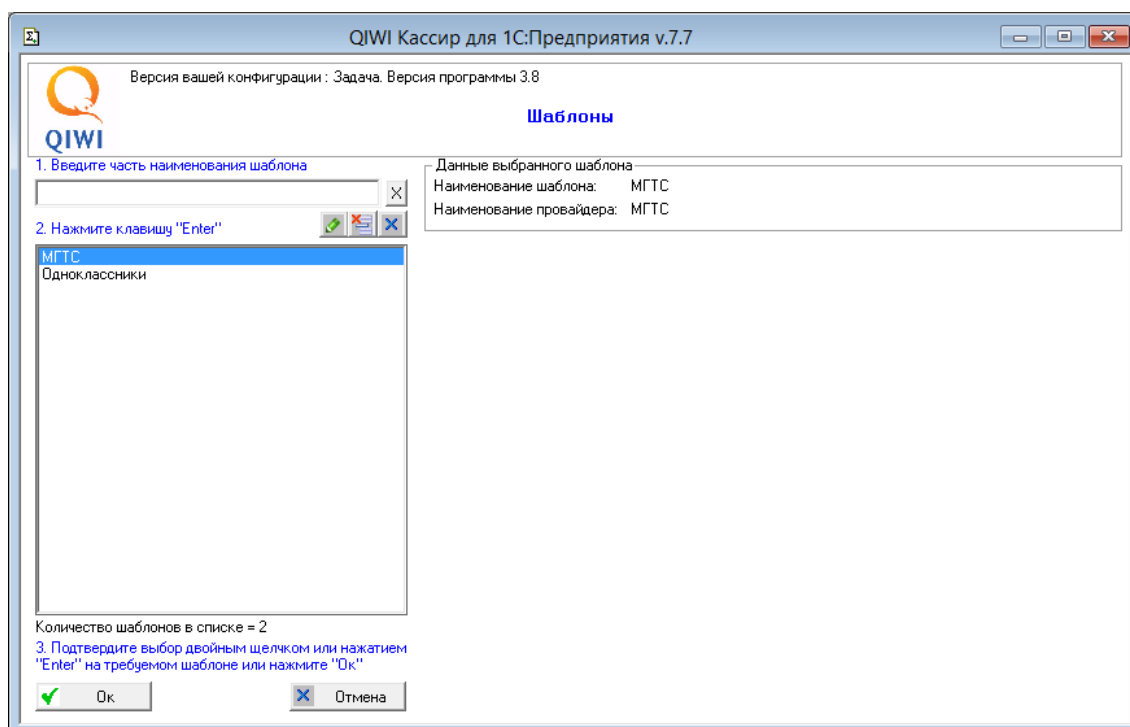 QIWI Кассир для 1С:Предприятия v.7.7
Версия вашей конфигурации : Задача. Версия программы 3.8
Шаблоны
QIWI
1. Введите часть наименования шаблона
X
2. Нажмите клавишу "Enter"
МГТС
Одноклассники
Количество шаблонов в списке = 2
3. Подтвердите выбор двойным щелчком или нажатием
"Enter" на требуемом шаблоне или нажмите "Ок"
Ок
Отмена
Данные выбранного шаблона
Наименование шаблона: МГТС
Наименование провайдера: МГТС